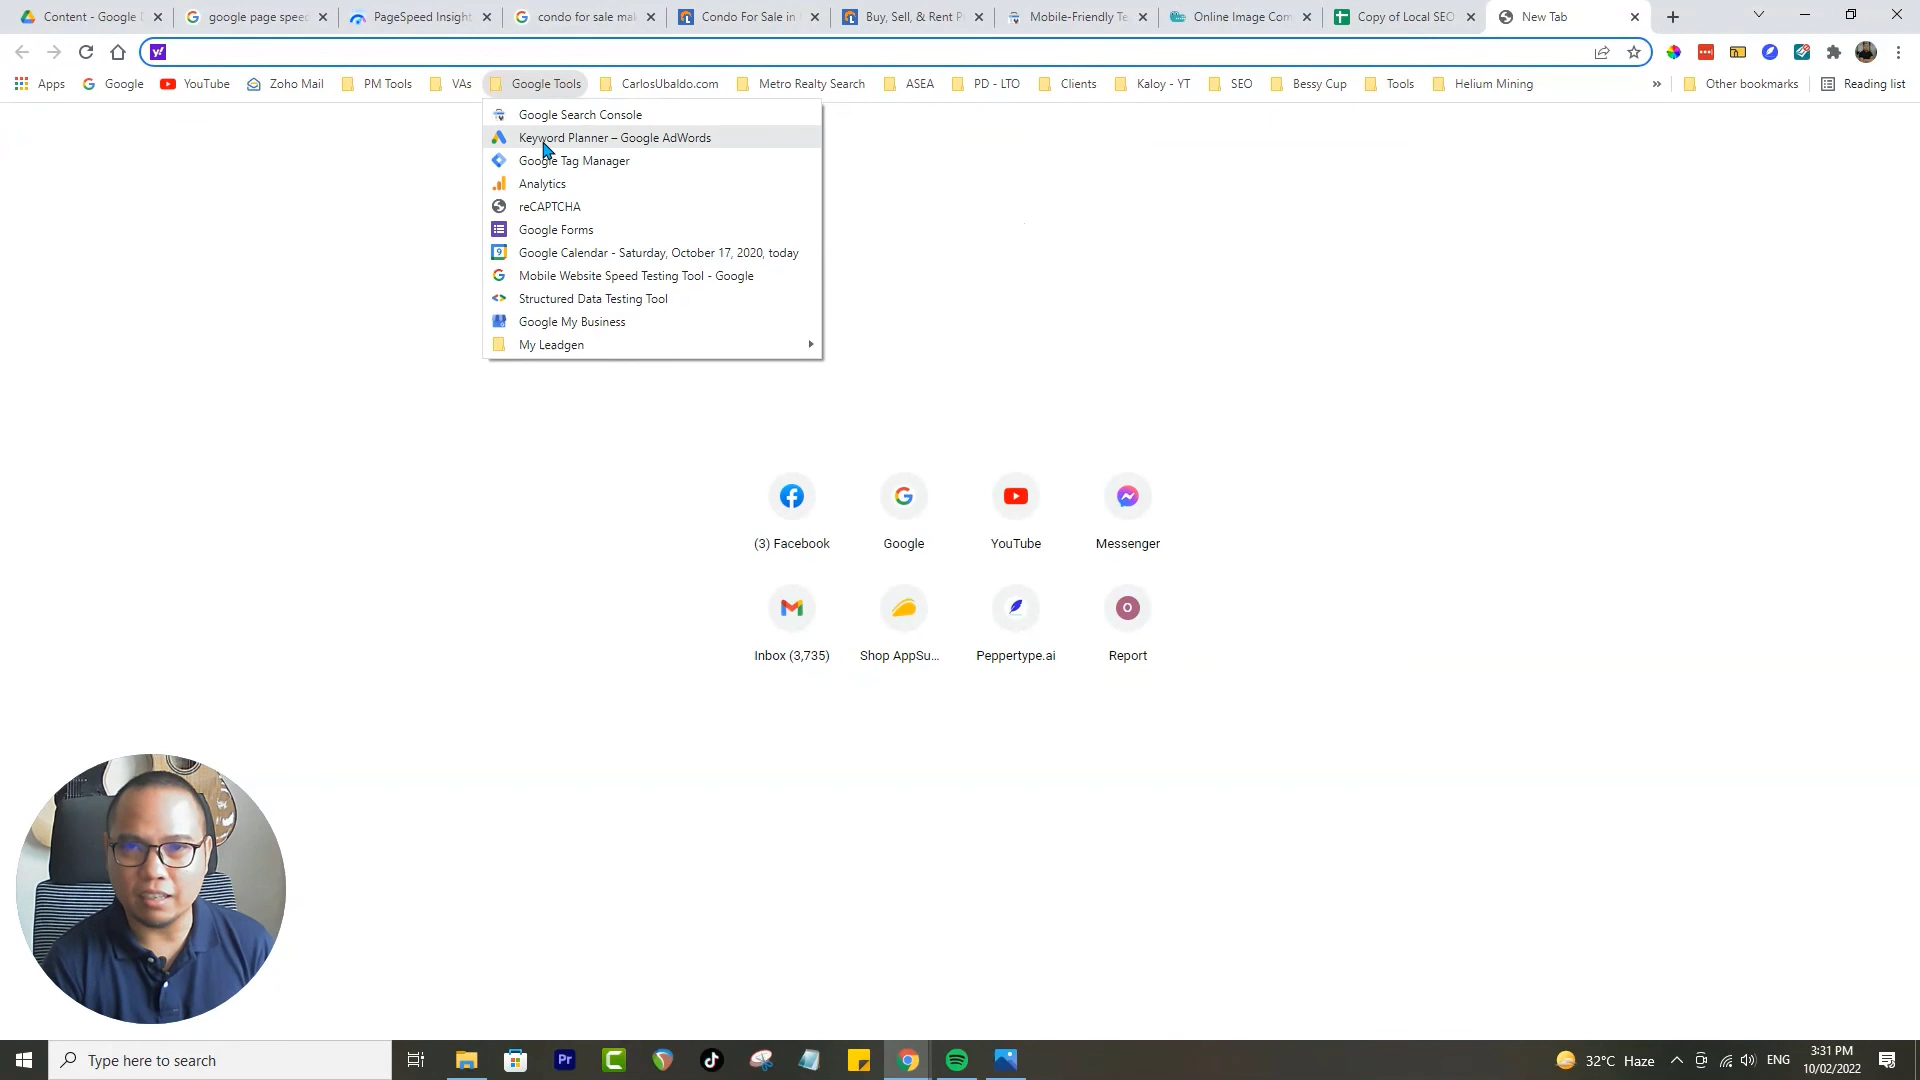 Content - Google D
google page speed
PageSpeed Insight
condo for sale mal
Condo For Sale in
Buy, Sell, & Rent P
Mobile-Friendly Te
Online Image Com
Copy of Local SEO
New Tab
Apps
Google
YouTube
Zoho Mail
PM Tools
VAs
Google Tools
CarlosUbaldo.com
Metro Realty Search
ASEA
PD - LTO
Clients
Kaloy - YT
SEO
Bessy Cup
Tools
Helium Mining
»
Other bookmarks
Reading list
Google Search Console
Keyword Planner – Google AdWords
Google Tag Manager
Analytics
reCAPTCHA
Google Forms
Google Calendar - Saturday, October 17, 2020, today
Mobile Website Speed Testing Tool - Google
Structured Data Testing Tool
Google My Business
My Leadgen
(3) Facebook
Google
YouTube
Messenger
O
Inbox (3,735)
Shop AppSu...
Peppertype.ai
Report
Type here to search
Pr
32°C Haze
ENG
3:31 PM
10/02/2022